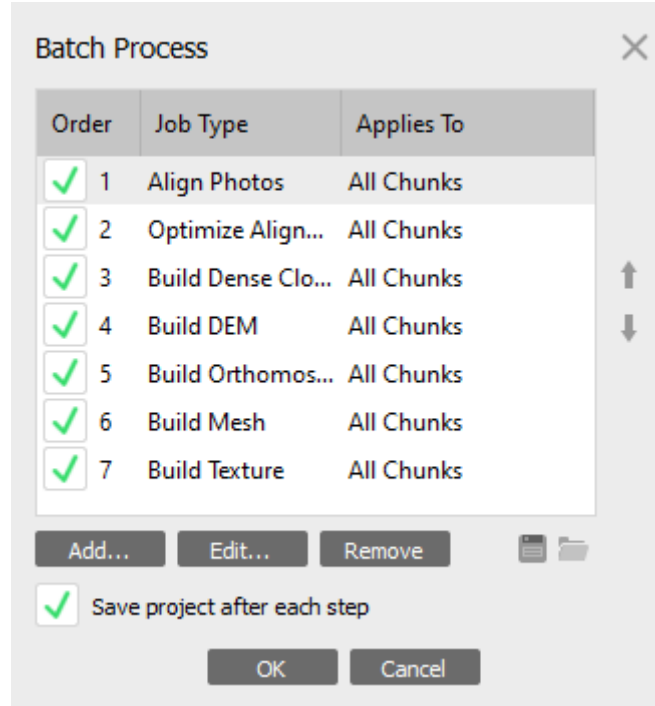 Batch Process
Order Job Type Applies To
1 Align Photos All Chunks
2 Optimize Align... All Chunks
3 Build Dense Clo... All Chunks
4 Build DEM All Chunks
5 Build Orthomos... All Chunks
6 Build Mesh All Chunks
7 Build Texture All Chunks
Add... Edit... Remove
Save project after each step
OK Cancel